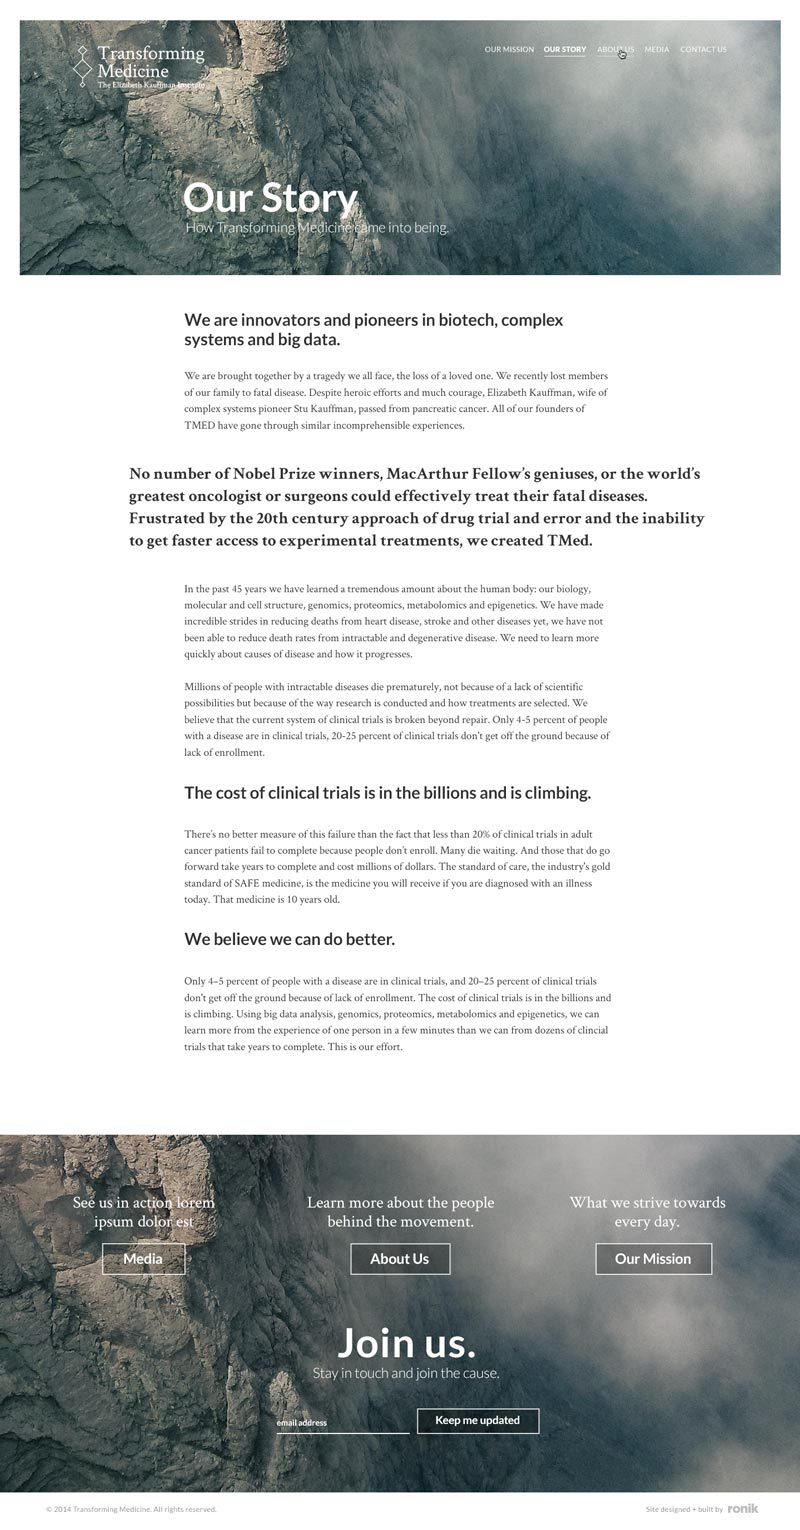 Transforming
Medicine
The Elizabeth Kauffman Institute
OUR MISSION OUR STORY ABOUT US MEDIA CONTACT US
Our Story
How Transforming Medicine came into being.
We are innovators and pioneers in biotech, complex
systems and big data.
We are brought together by a tragedy we all face, the loss of a loved one. We recently lost members
of our family to fatal disease. Despite heroic efforts and much courage, Elizabeth Kauffman, wife of
complex systems pioneer Stu Kauffman, passed from pancreatic cancer. All of our founders of
TMED have gone through similar incomprehensible experiences.
No number of Nobel Prize winners, MacArthur Fellow's geniuses, or the world's
greatest oncologist or surgeons could effectively treat their fatal diseases.
Frustrated by the 20th century approach of drug trial and error and the inability
to get faster access to experimental treatments, we created TMed.
In the past 45 years we have learned a tremendous amount about the human body: our biology,
molecular and cell structure, genomics, proteomics, metabolomics and epigenetics. We have made
incredible strides in reducing deaths from heart disease, stroke and other diseases yet, we have not
been able to reduce death rates from intractable and degenerative disease. We need to learn more
quickly about causes of disease and how it progresses.
Millions of people with intractable diseases die prematurely, not because of a lack of scientific
possibilities but because of the way research is conducted and how treatments are selected. We
believe that the current system of clinical trials is broken beyond repair. Only 4-5 percent of people
with a disease are in clinical trials, 20-25 percent of clinical trials don't get off the ground because of
lack of enrollment.
The cost of clinical trials is in the billions and is climbing.
There's no better measure of this failure than the fact that less than 20% of clinical trials in adult
cancer patients fail to complete because people don't enroll. Many die waiting. And those that do go
forward take years to complete and cost millions of dollars. The standard of care, the industry's gold
standard of SAFE medicine, is the medicine you will receive if you are diagnosed with an illness
today. That medicine is 10 years old.
We believe we can do better.
Only 4–5 percent of people with a disease are in clinical trials, and 20–25 percent of clinical trials
don't get off the ground because of lack of enrollment. The cost of clinical trials is in the billions and
is climbing. Using big data analysis, genomics, proteomics, metabolomics and epigenetics, we can
learn more from the experience of one person in a few minutes than we can from dozens of clincial
trials that take years to complete. This is our effort.
See us in action lorem
ipsum dolor est
Media
Learn more about the people
behind the movement.
About Us
What we strive towards
every day.
Our Mission
Join us.
Stay in touch and join the cause.
email address
Keep me updated
© 2014 Transforming Medicine. All rights reserved.
Site designed + built by ronik